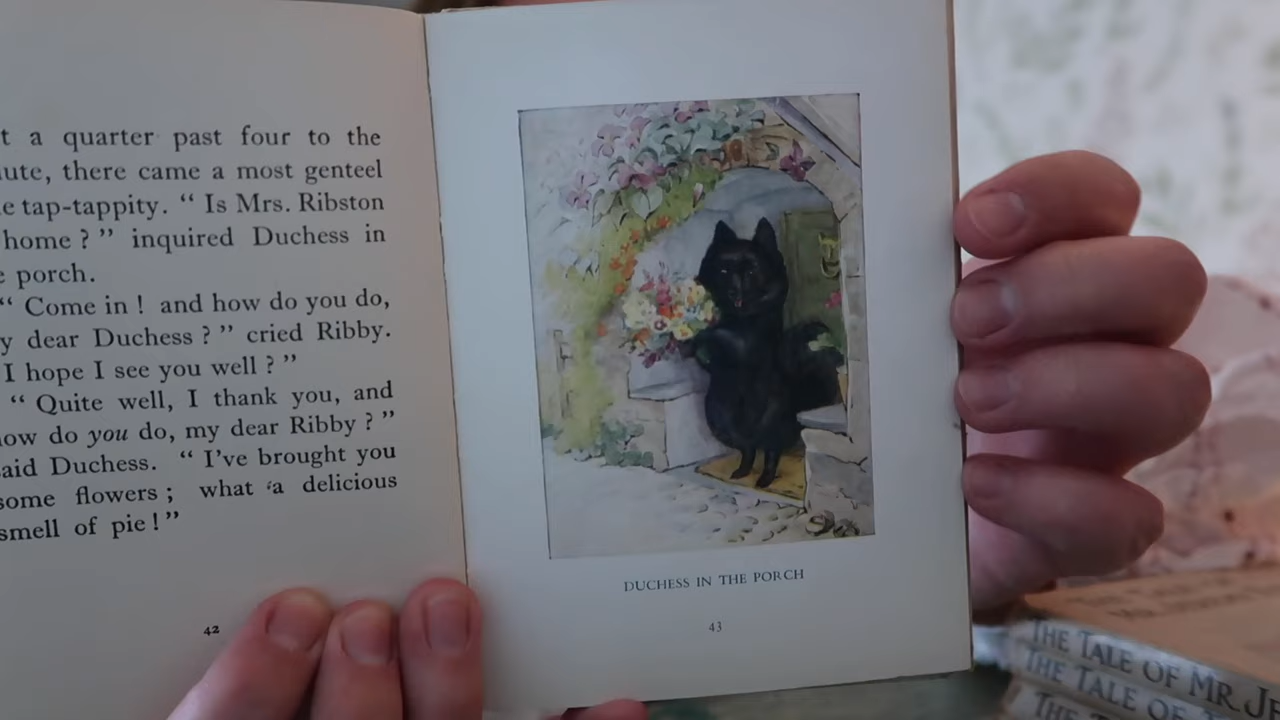 t a quarter past four to the
ute, there came a most genteel
e tap-tappity. “ Is Mrs. Ribston
home ? ” inquired Duchess in
e porch.
“ Come in ! and how do you do,
y dear Duchess ? ” cried Ribby.
I hope I see you well ? ”
“ Quite well, I thank you, and
ow do you do, my dear Ribby ? ”
aid Duchess. “ I've brought you
some flowers ; what a delicious
smell of pie ! ”
42
DUCHESS IN THE PORCH
43
THE TALE OF MR. JE
THE TALE OF
THE